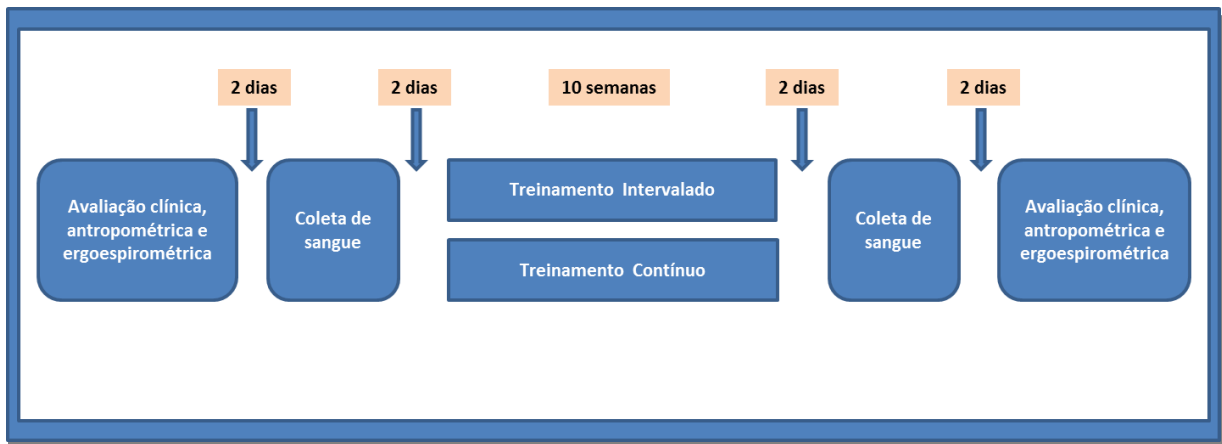 2 dias
2 dias
10 semanas
2 dias
2 dias
Avaliação clínica,
antropométrica e
ergoespirométrica
Coleta de
sangue
Treinamento Intervalado
Treinamento Contínuo
Coleta de
sangue
Avaliação clínica,
antropométrica e
ergoespirométrica